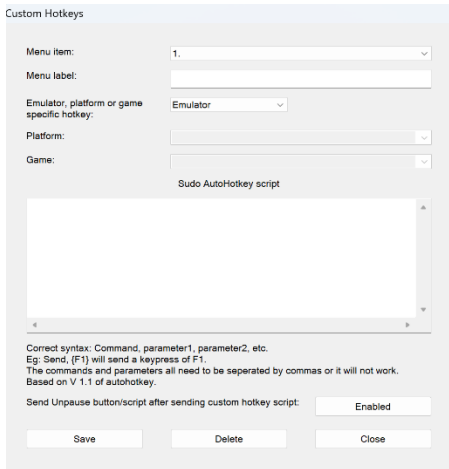 Custom Hotkeys
Menu item:
1.
Menu label:
Emulator, platform or game
specific hotkey:
Emulator
Platform:
Game:
Sudo AutoHotkey script
Correct syntax: Command, parameter1, parameter2, etc.
Eg: Send, {F1} will send a keypress of F1.
The commands and parameters all need to be seperated by commas or it will not work.
Based on V 1.1 of autohotkey.
Send Unpause button/script after sending custom hotkey script:
Enabled
Save
Delete
Close